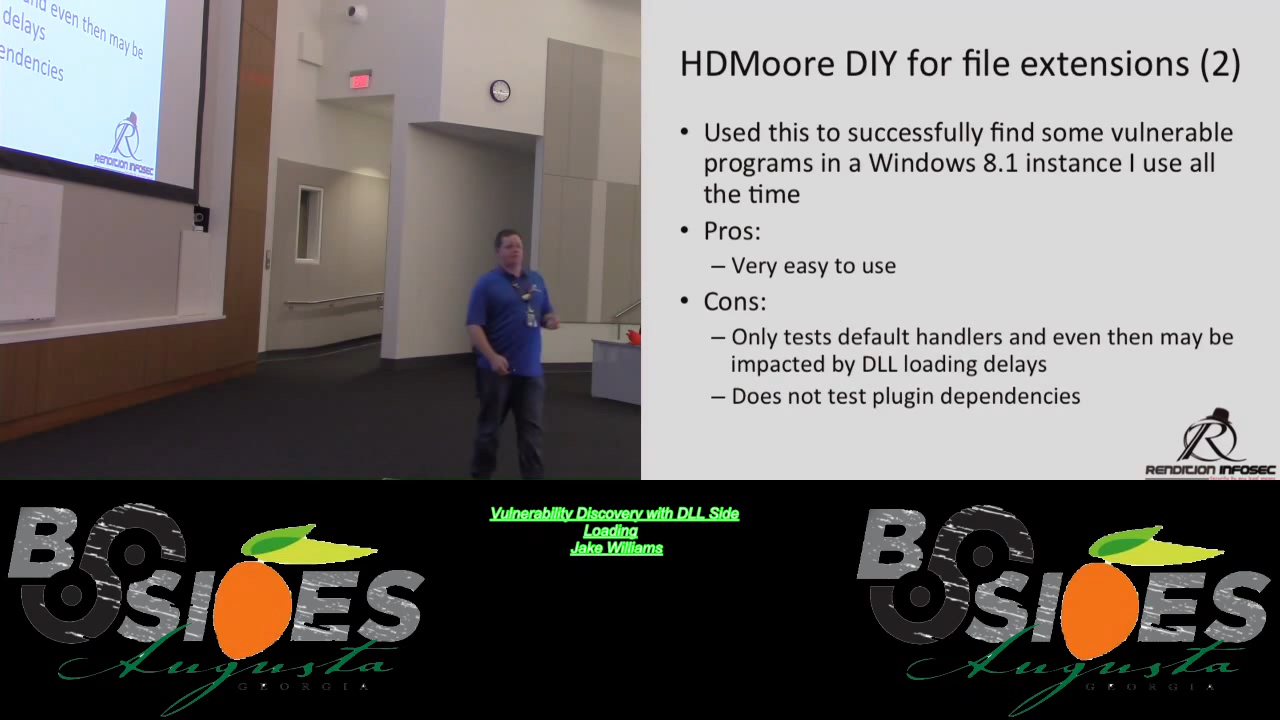 and even then may be
delays
endencies
RENDITION INFOSEC
HDMoore DIY for file extensions (2)
• Used this to successfully find some vulnerable
programs in a Windows 8.1 instance I use all
the time
• Pros:
– Very easy to use
• Cons:
– Only tests default handlers and even then may be
impacted by DLL loading delays
– Does not test plugin dependencies
RENDITION INFOSEC
Vulnerability Discovery with DLL Side
Loading
Jake Williams
BSIDES
Augusta
GEORGIA
BSIDES
Augusta
GEORGIA